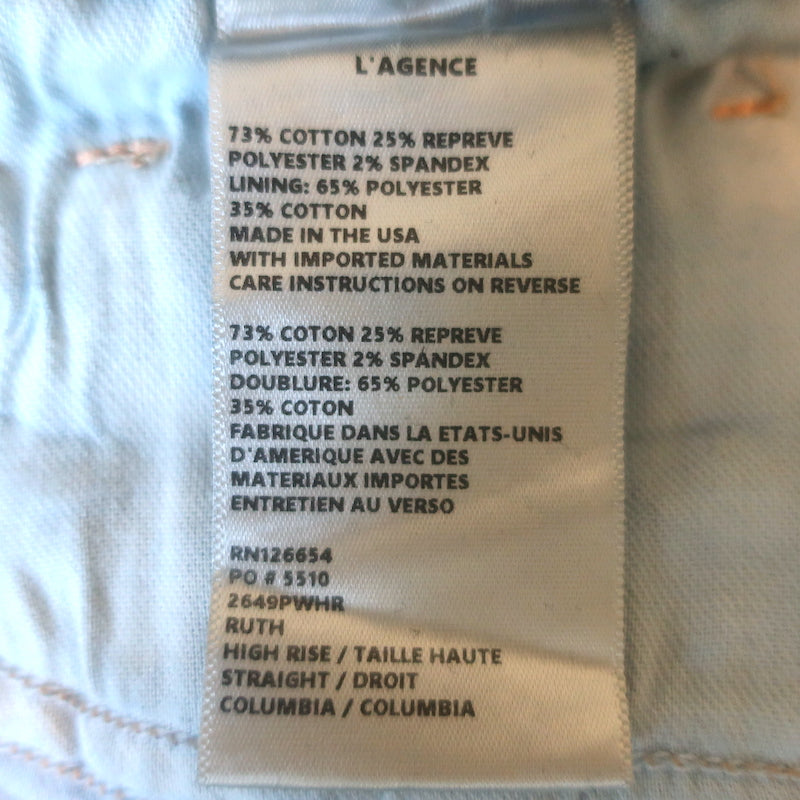 L'AGENCE
73% COTTON 25% REPREVE
POLYESTER 2% SPANDEX
LINING: 65% POLYESTER
35% COTTON
MADE IN THE USA
WITH IMPORTED MATERIALS
CARE INSTRUCTIONS ON REVERSE
73% COTON 25% REPREVE
POLYESTER 2% SPÁNDEX
DOUBLURE: 65% POLYESTER
35% COTON
FABRIQUE DANS LA ETATS-UNIS
D'AMERIQUE AVEC DES
MATERIAUX IMPORTES
ENTRETIEN AU VERSO
RN126654
PO # 5510
2649PWHR
RUTH
HIGH RISE / TAILLE HAUTE
STRAIGHT / DROIT
COLUMBIA / COLUMBIA